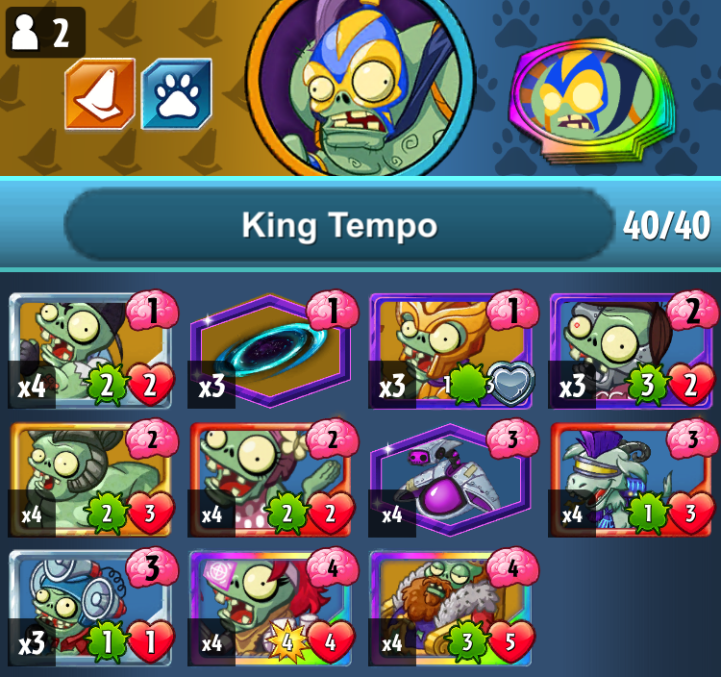 2
King Tempo 40/40
1 1 1 2
x4 2 2 x3 x3 1 3 x3 3 2
2 2 3 3
x4 2 3 x4 2 2 x4 x4 1 3
3 4 4
x3 1 1 x4 4 4 x4 3 5